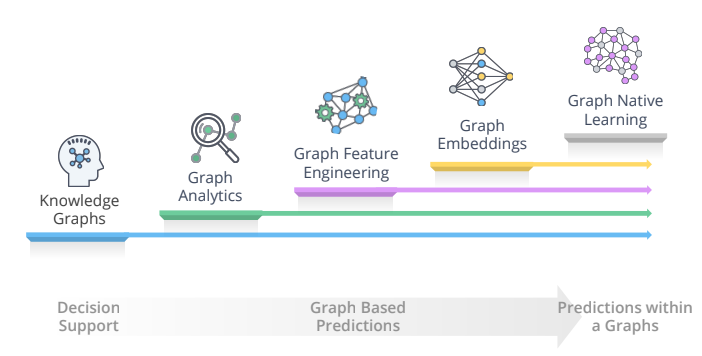 Graph Native
Learning
Graph
Embeddings
Graph Feature
Engineering
Graph
Analytics
Knowledge
Graphs
Decision
Support
Graph Based
Predictions
Predictions within
a Graphs